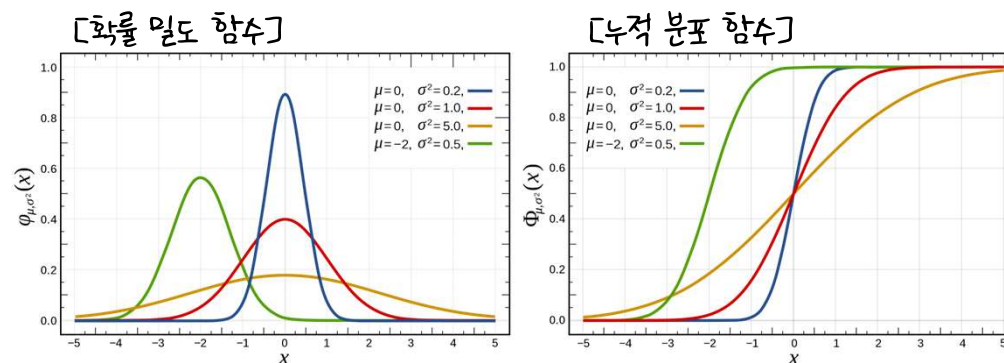 [확률 밀도 함수]
1.0
0.8
0.6
0.4
0.2
0.0
φμ,σ²(x)
μ=0, σ²=0.2,
μ=0, σ²=1.0,
μ=0, σ²=5.0,
μ=−2, σ²=0.5,
−5 −4 −3 −2 −1 0 1 2 3 4 5
x
[누적 분포 함수]
1.0
0.8
0.6
0.4
0.2
0.0
Φμ,σ²(x)
μ=0, σ²=0.2,
μ=0, σ²=1.0,
μ=0, σ²=5.0,
μ=−2, σ²=0.5,
−5 −4 −3 −2 −1 0 1 2 3 4 5
x